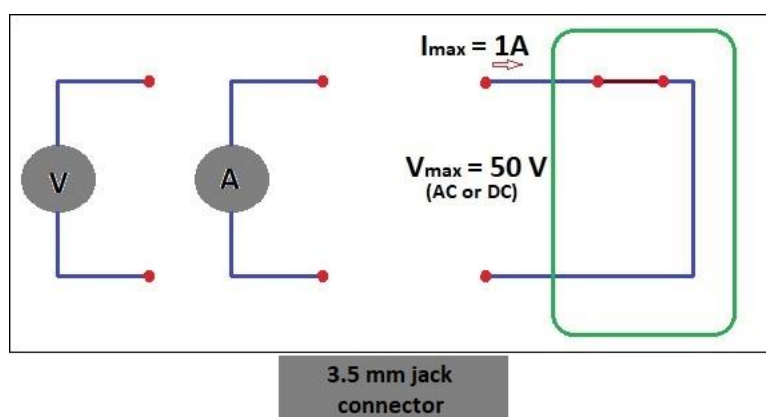 Imax = 1A
V
A
Vmax = 50 V
(AC or DC)
3.5 mm jack
connector